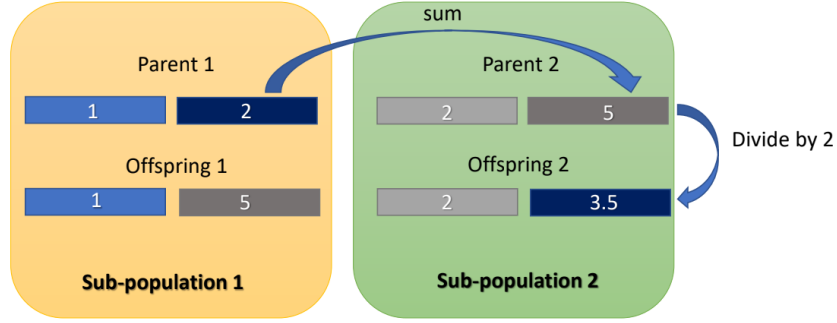 sum
Parent 1
Parent 2
1 2
2 5
Divide by 2
Offspring 1
Offspring 2
1 5
2 3.5
Sub-population 1
Sub-population 2